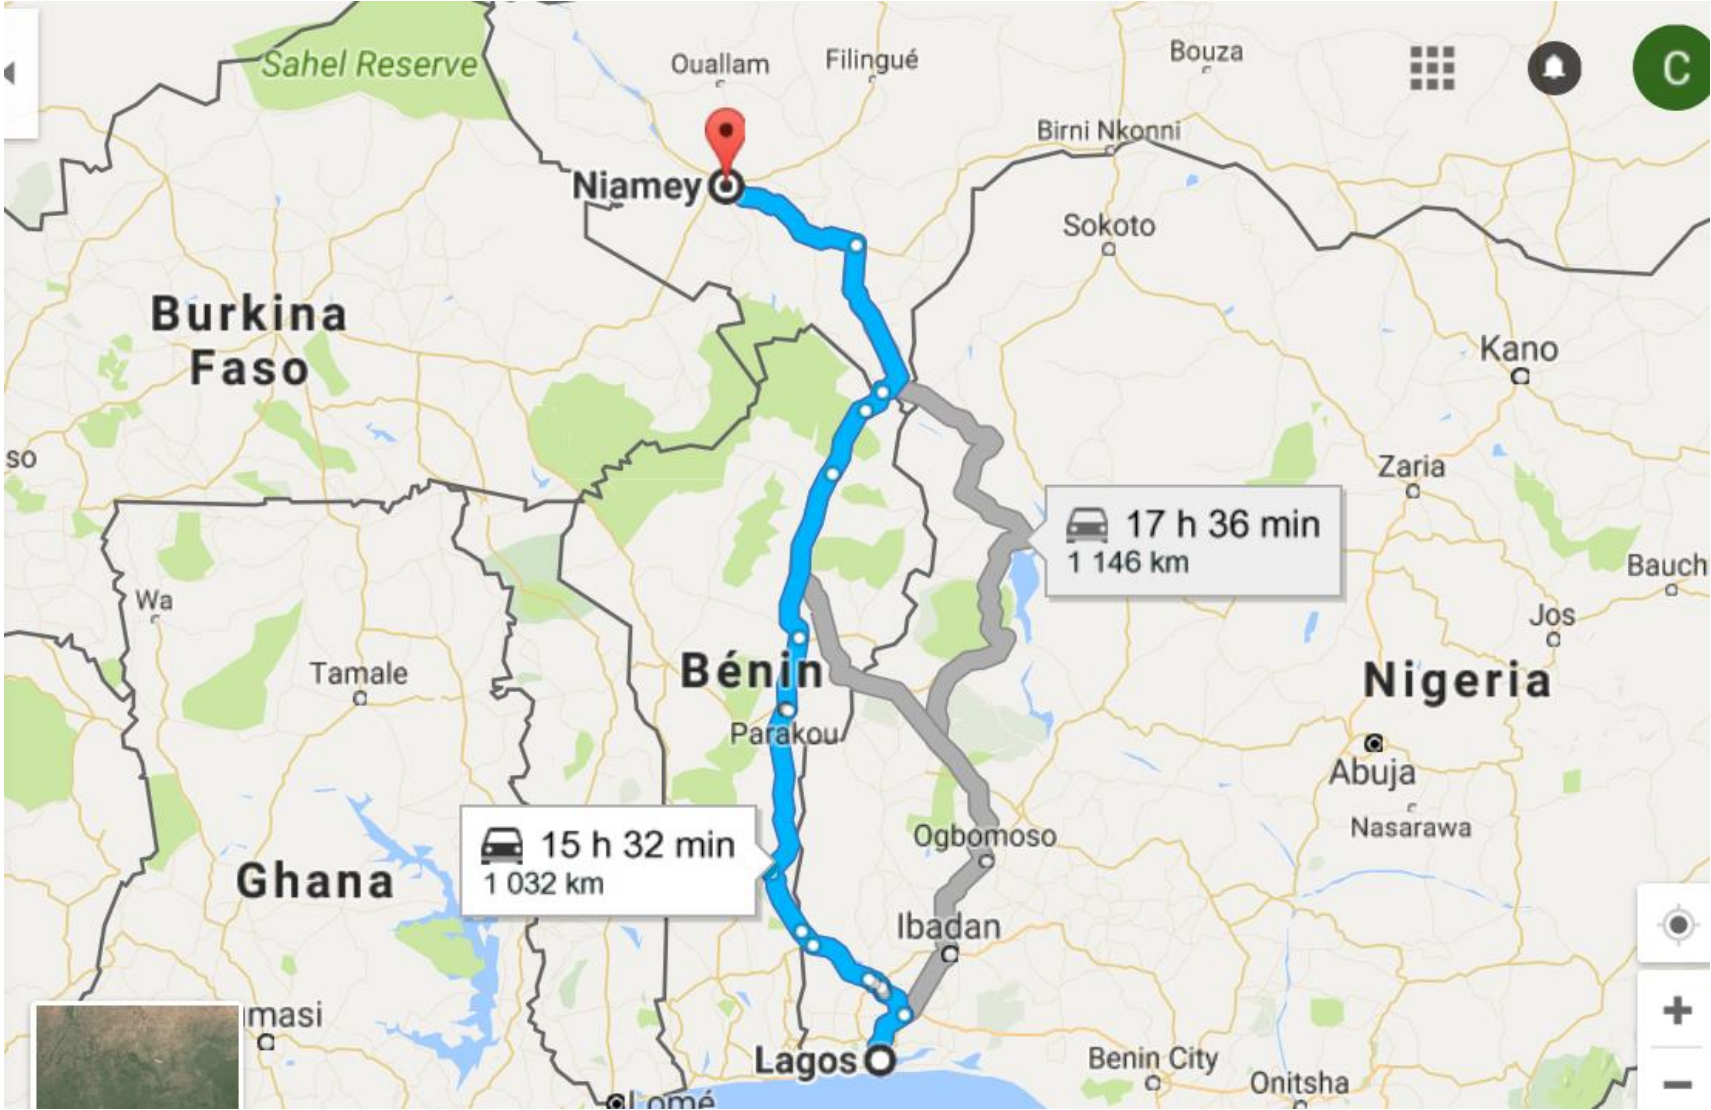 Sahel Reserve
Ouallam
Filingué
Bouza
C
Birni Nkonni
Niamey
Sokoto
Burkina
Faso
Kano
so
Zaria
17 h 36 min
1 146 km
Bauch
Wa
Jos
Tamale
Bénin
Nigeria
Parakou
Abuja
Nasarawa
Ogbomoso
15 h 32 min
1 032 km
Ghana
Ibadan
masi
Lagos
Benin City
Onitsha
Lomé